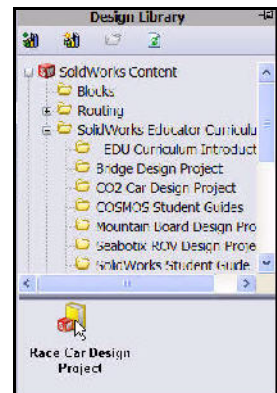 Design Library
SolidWorks Content
Blocks
Routing
SolidWorks Educator Curricula
EDU Curriculum Introduct
Bridge Design Project
CO2 Car Design Project
COSMOS Student Guides
Mountain Board Design Pro
Seabotix ROV Design Proje
SolidWorks Student Guide
Race Car Design
Project